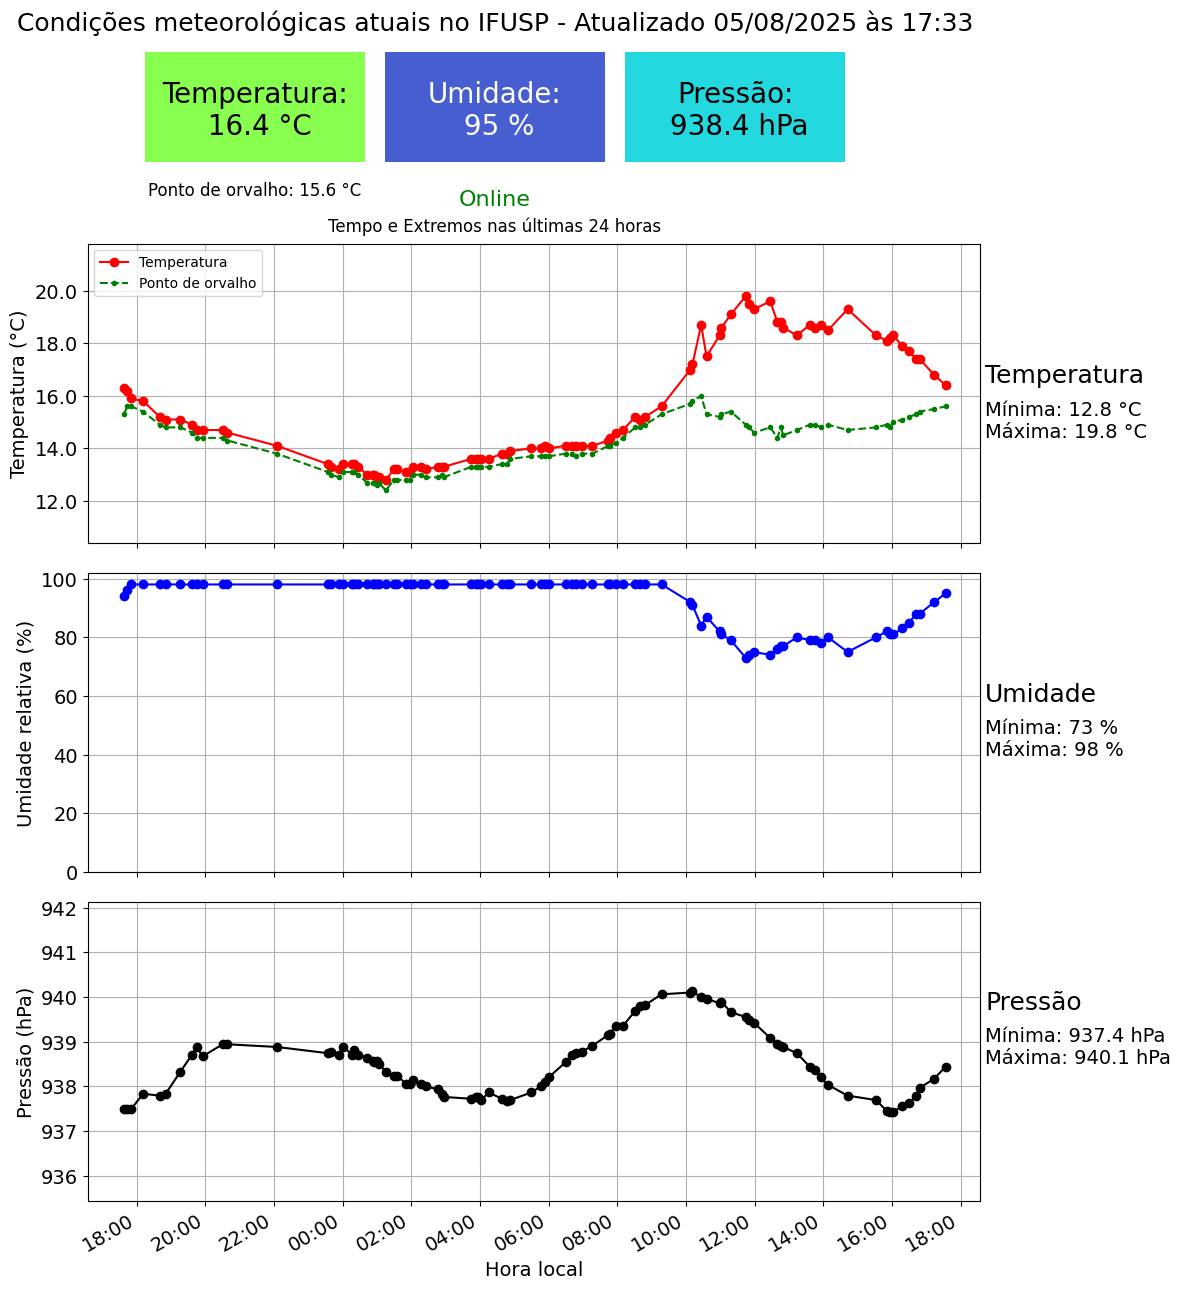 Condições meteorológicas atuais no IFUSP - Atualizado 05/08/2025 às 17:33
Temperatura:
16.4 °C
Umidade:
95 %
Pressão:
938.4 hPa
Ponto de orvalho: 15.6 °C
Online
Tempo e Extremos nas últimas 24 horas
Temperatura
Ponto de orvalho
Temperatura (°C)
20.0
18.0
16.0
14.0
12.0
Temperatura
Mínima: 12.8 °C
Máxima: 19.8 °C
Umidade relativa (%)
100
80
60
40
20
0
Umidade
Mínima: 73 %
Máxima: 98 %
Pressão (hPa)
942
941
940
939
938
937
936
Pressão
Mínima: 937.4 hPa
Máxima: 940.1 hPa
18:00
20:00
22:00
00:00
02:00
04:00
06:00
08:00
10:00
12:00
14:00
16:00
18:00
Hora local